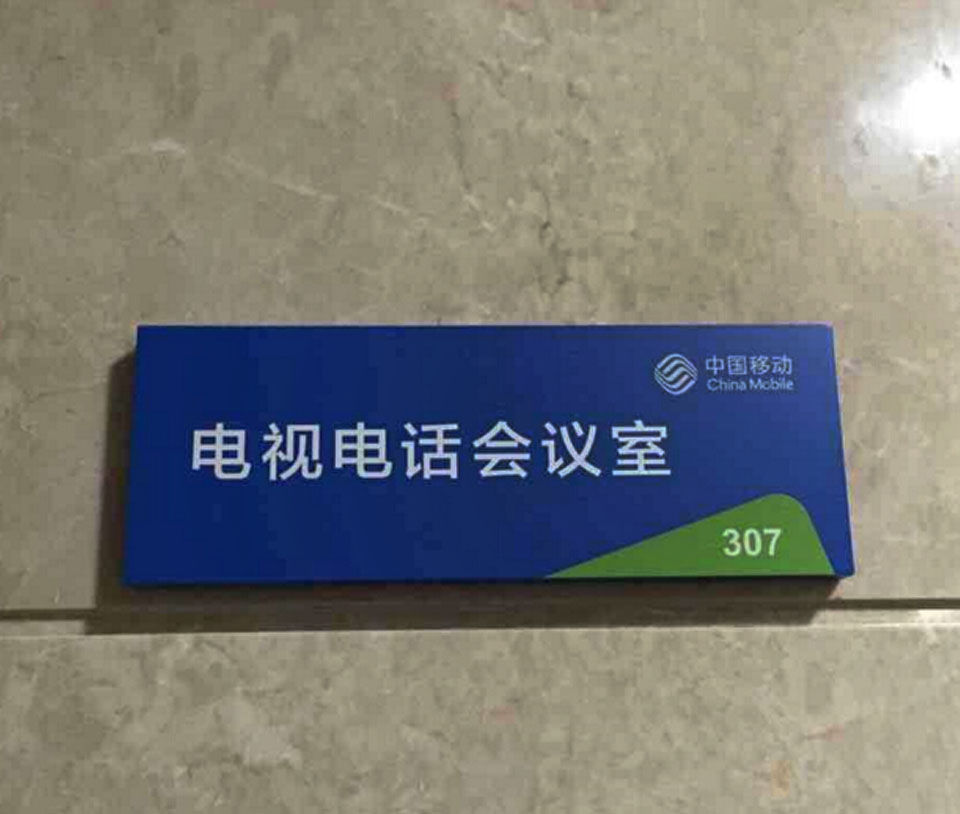 中国移动
China Mobile
电视电话会议室
307